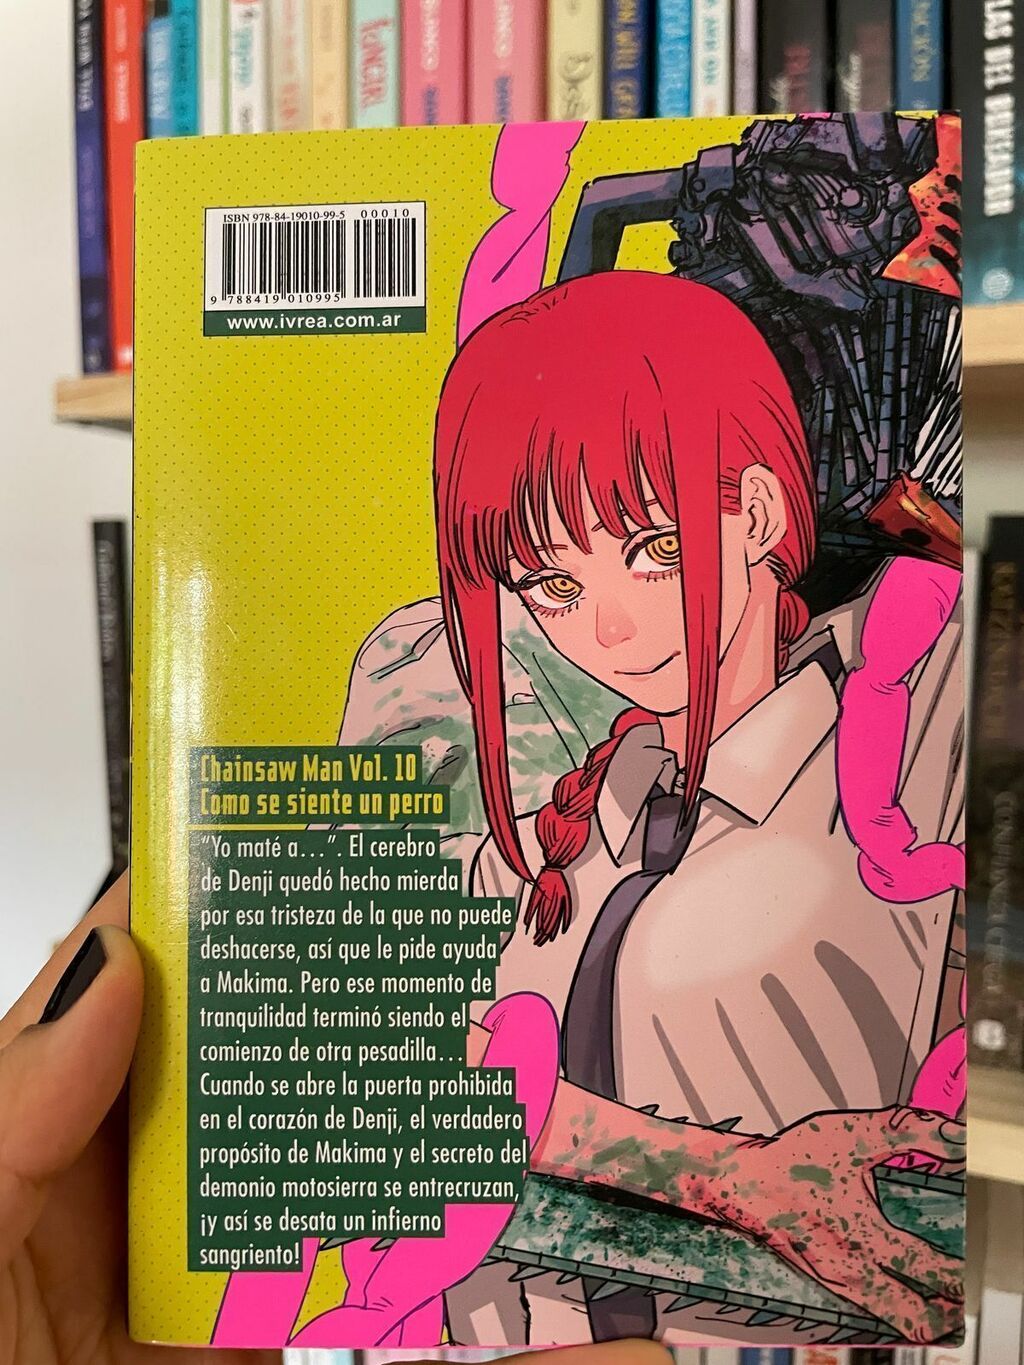 LAS DEL PENSADOR
ISBN 978-84-19010-99-5
00010
9 788419 010995
www.ivrea.com.ar
Chainsaw Man Vol. 10
Como se siente un perro
“Yo maté a…”. El cerebro
de Denji quedó hecho mierda
por esa tristeza de la que no puede
deshacerse, así que le pide ayuda
a Makima. Pero ese momento de
tranquilidad terminó siendo el
comienzo de otra pesadilla…
Cuando se abre la puerta prohibida
en el corazón de Denji, el verdadero
propósito de Makima y el secreto del
demonio motosierra se entrecruzan,
¡y así se desata un infierno
sangriento!